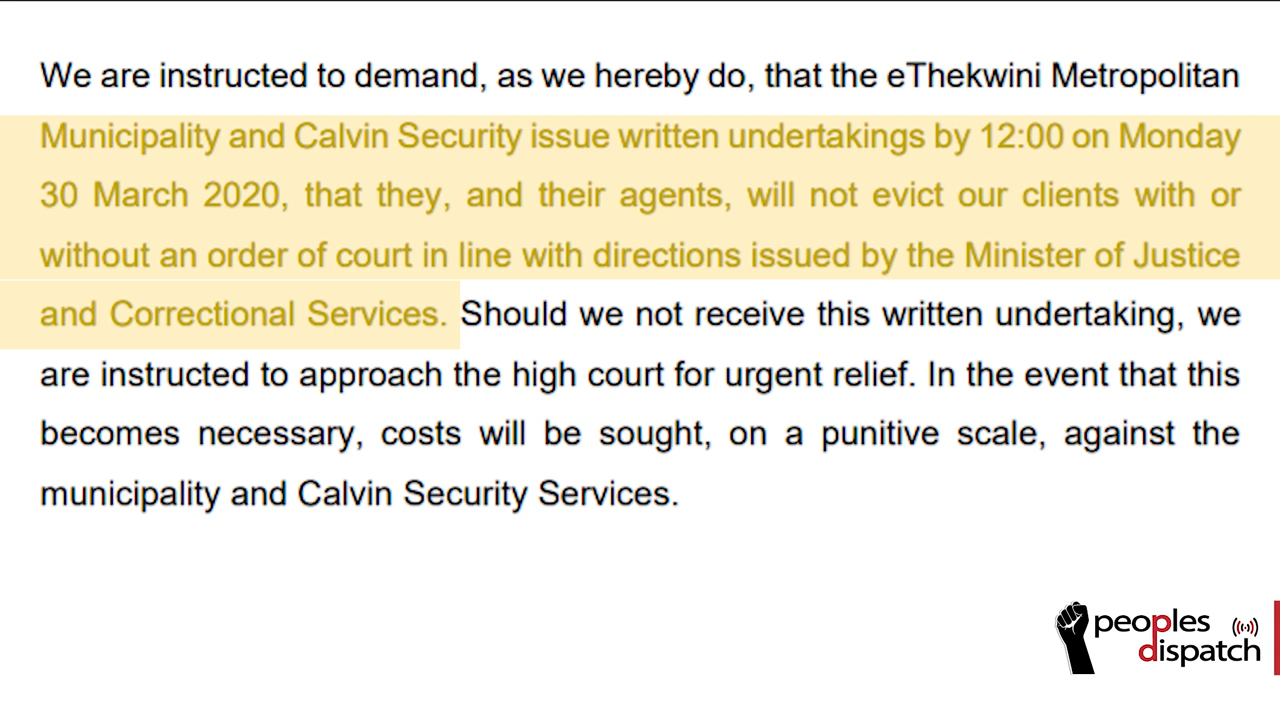 We are instructed to demand, as we hereby do, that the eThekwini Metropolitan
Municipality and Calvin Security issue written undertakings by 12:00 on Monday
30 March 2020, that they, and their agents, will not evict our clients with or
without an order of court in line with directions issued by the Minister of Justice
and Correctional Services. Should we not receive this written undertaking, we
are instructed to approach the high court for urgent relief. In the event that this
becomes necessary, costs will be sought, on a punitive scale, against the
municipality and Calvin Security Services.
peoples
dispatch